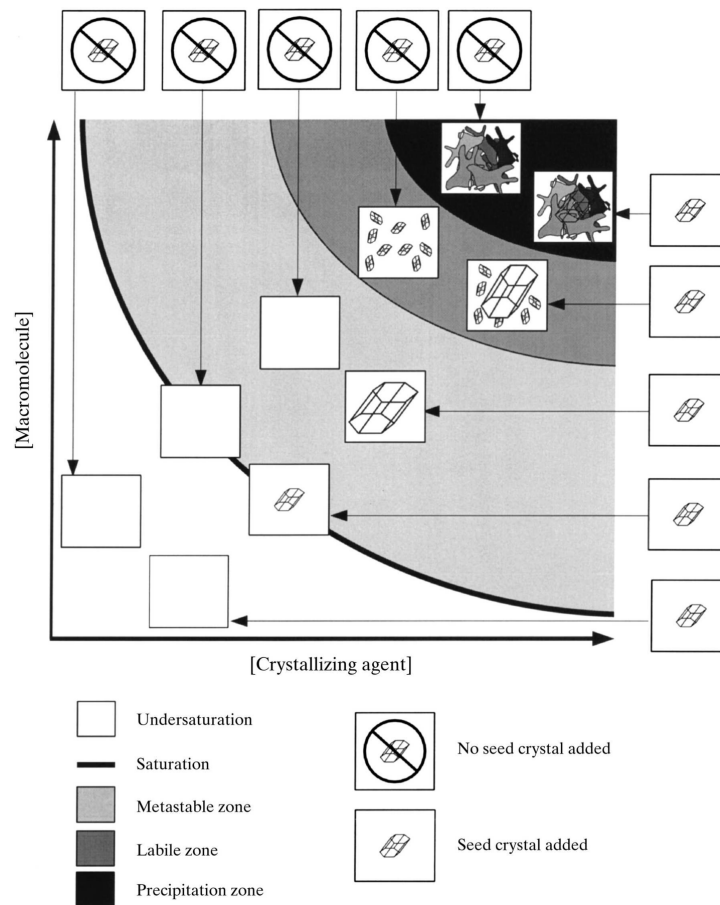 [Macromolecule]
[Crystallizing agent]
Undersaturation
Saturation
Metastable zone
Labile zone
Precipitation zone
No seed crystal added
Seed crystal added